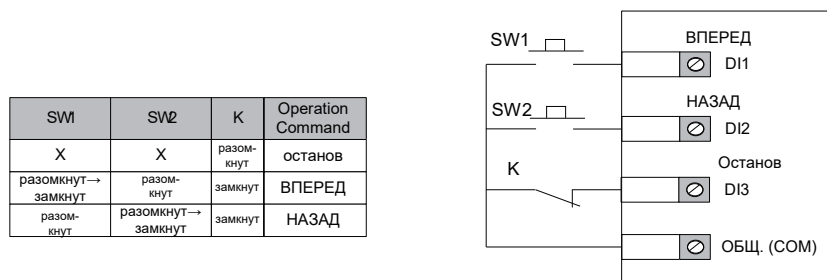 SW1 SW2 K Operation Command
X X разом-кнут останов
разомкнут→ замкнут разом-кнут замкнут ВПЕРЕД
разом-кнут разомкнут→ замкнут замкнут НАЗАД
SW1
ВПЕРЕД
DI1
SW2
НАЗАД
DI2
K
Останов
DI3
ОБЩ. (COM)